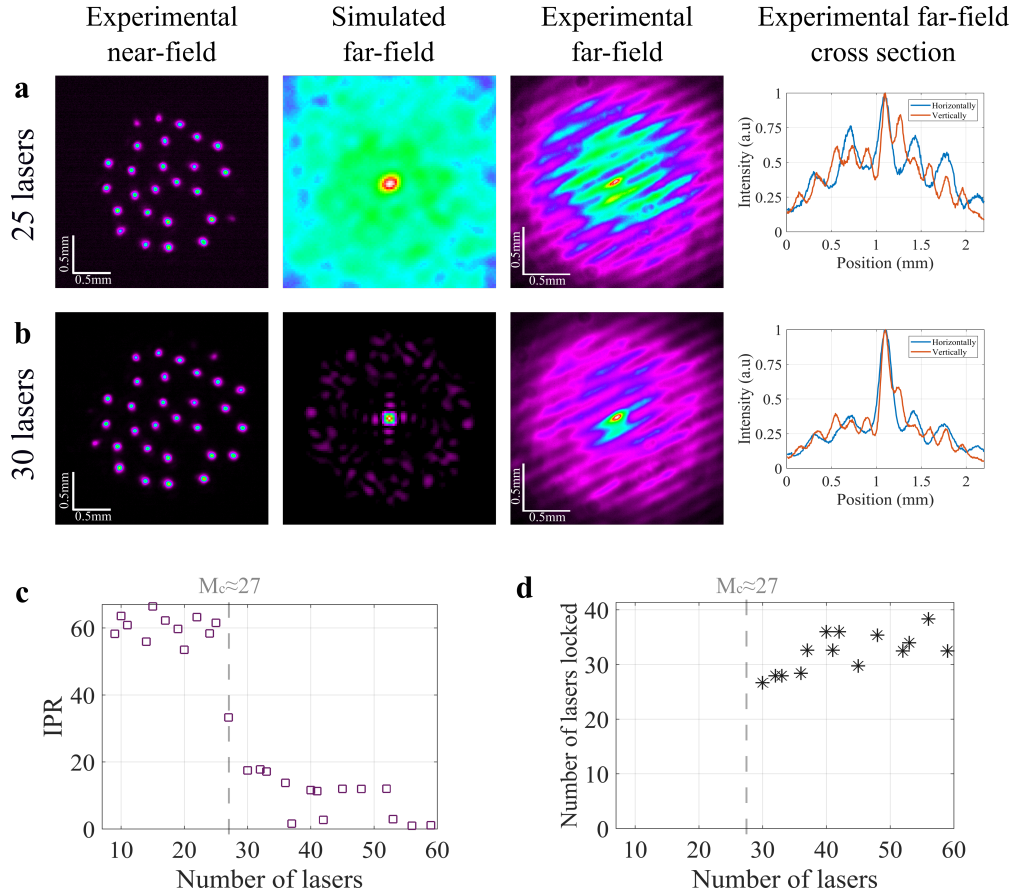 Experimental
near-field
Simulated
far-field
Experimental
far-field
Experimental far-field
cross section
a
25 lasers
0.5mm
0.5mm
0.5mm
0.5mm
Intensity (a.u)
1
0.75
0.5
0.25
0
0
0.5
1
1.5
2
Position (mm)
Horizontally
Vertically
b
30 lasers
0.5mm
0.5mm
0.5mm
0.5mm
Intensity (a.u)
1
0.75
0.5
0.25
0
0
0.5
1
1.5
2
Position (mm)
Horizontally
Vertically
c
Mc≈27
IPR
60
40
20
0
10
20
30
40
50
60
Number of lasers
d
Mc≈27
Number of lasers locked
40
30
20
10
0
10
20
30
40
50
60
Number of lasers